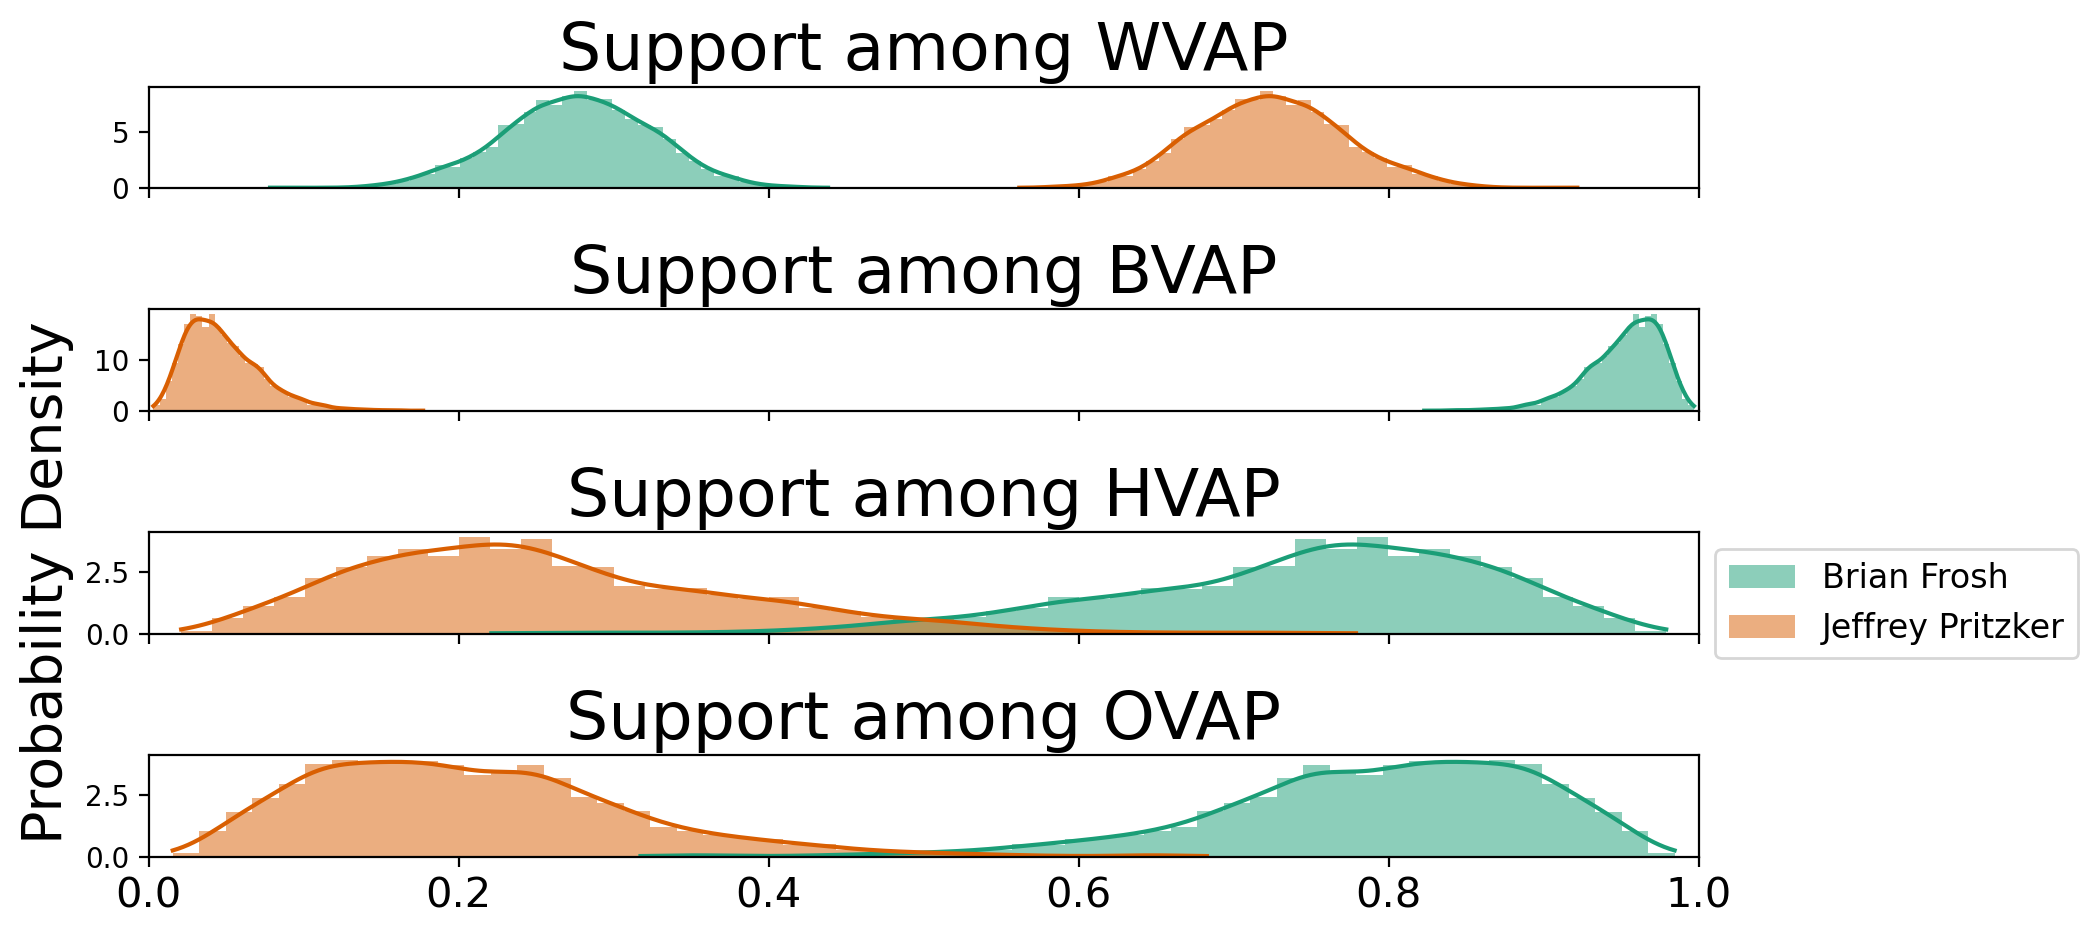 Support among WVAP
5
0
Support among BVAP
10
0
Support among HVAP
2.5
0.0
Support among OVAP
2.5
0.0
0.0 0.2 0.4 0.6 0.8 1.0
Probability Density
Brian Frosh
Jeffrey Pritzker